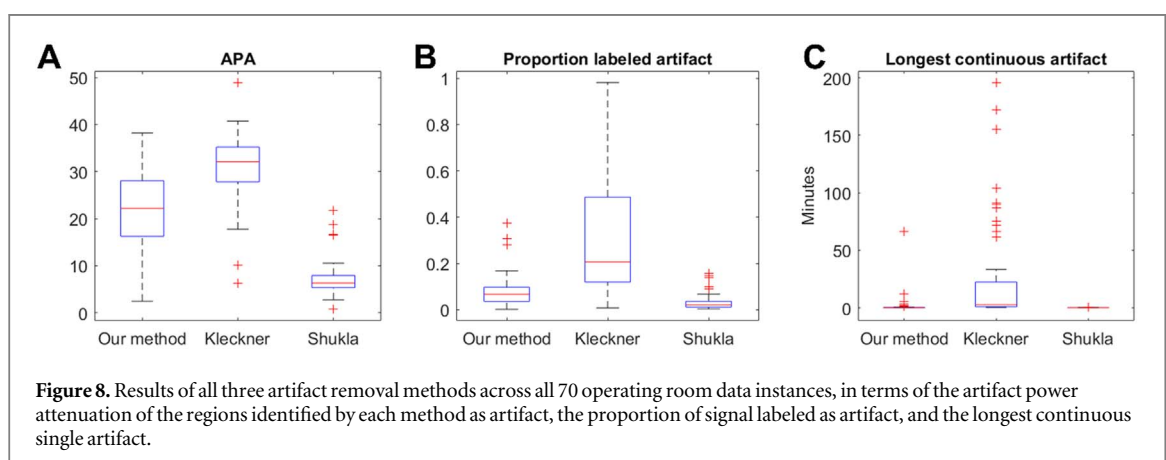 A
APA
50
40
30
20
10
0
Our method Kleckner Shukla
B
Proportion labeled artifact
1
0.8
0.6
0.4
0.2
0
Our method Kleckner Shukla
C
Longest continuous artifact
Minutes
200
150
100
50
0
Our method Kleckner Shukla
Figure 8. Results of all three artifact removal methods across all 70 operating room data instances, in terms of the artifact power
attenuation of the regions identified by each method as artifact, the proportion of signal labeled as artifact, and the longest continuous
single artifact.